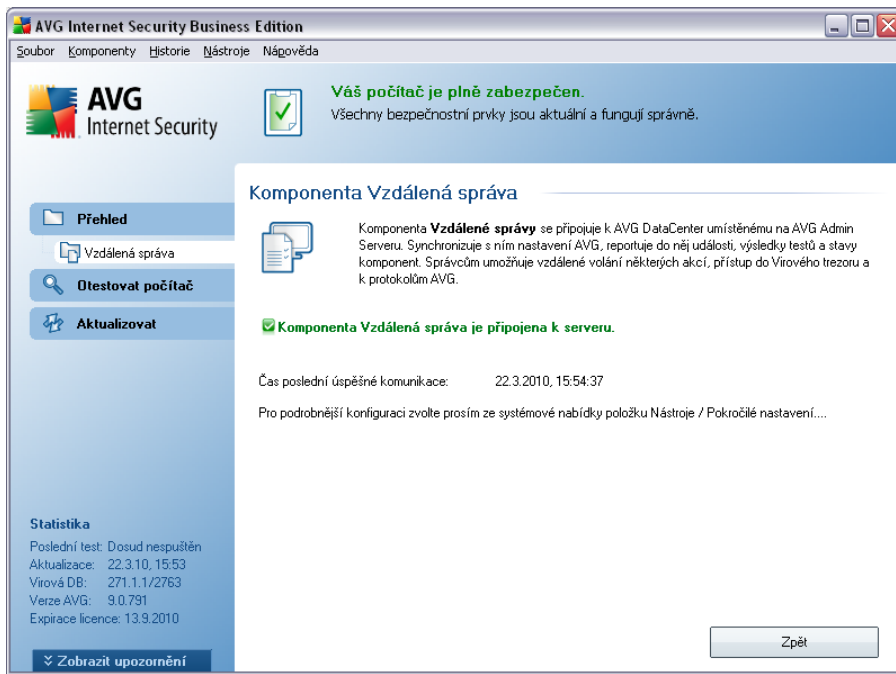 AVG Internet Security Business Edition
Soubor Komponenty Historie Nástroje Nápověda
AVG
Internet Security
Váš počítač je plně zabezpečen.
Všechny bezpečnostní prvky jsou aktuální a fungují správně.
Přehled
Vzdálená správa
Otestovat počítač
Aktualizovat
Komponenta Vzdálená správa
Komponenta Vzdálené správy se připojuje k AVG DataCenter umístěnému na AVG Admin
Serveru. Synchronizuje s ním nastavení AVG, reportuje do něj události, výsledky testů a stavy
komponent. Správcům umožňuje vzdálené volání některých akcí, přístup do Virového trezoru a
k protokolům AVG.
Komponenta Vzdálená správa je připojena k serveru.
Čas poslední úspěšné komunikace: 22.3.2010, 15:54:37
Pro podrobnější konfiguraci zvolte prosím ze systémové nabídky položku Nástroje / Pokročilé nastavení....
Statistika
Poslední test: Dosud nespuštěn
Aktualizace: 22.3.10, 15:53
Virová DB: 271.1.1/2763
Verze AVG: 9.0.791
Expirace licence: 13.9.2010
Zobrazit upozornění
Zpět